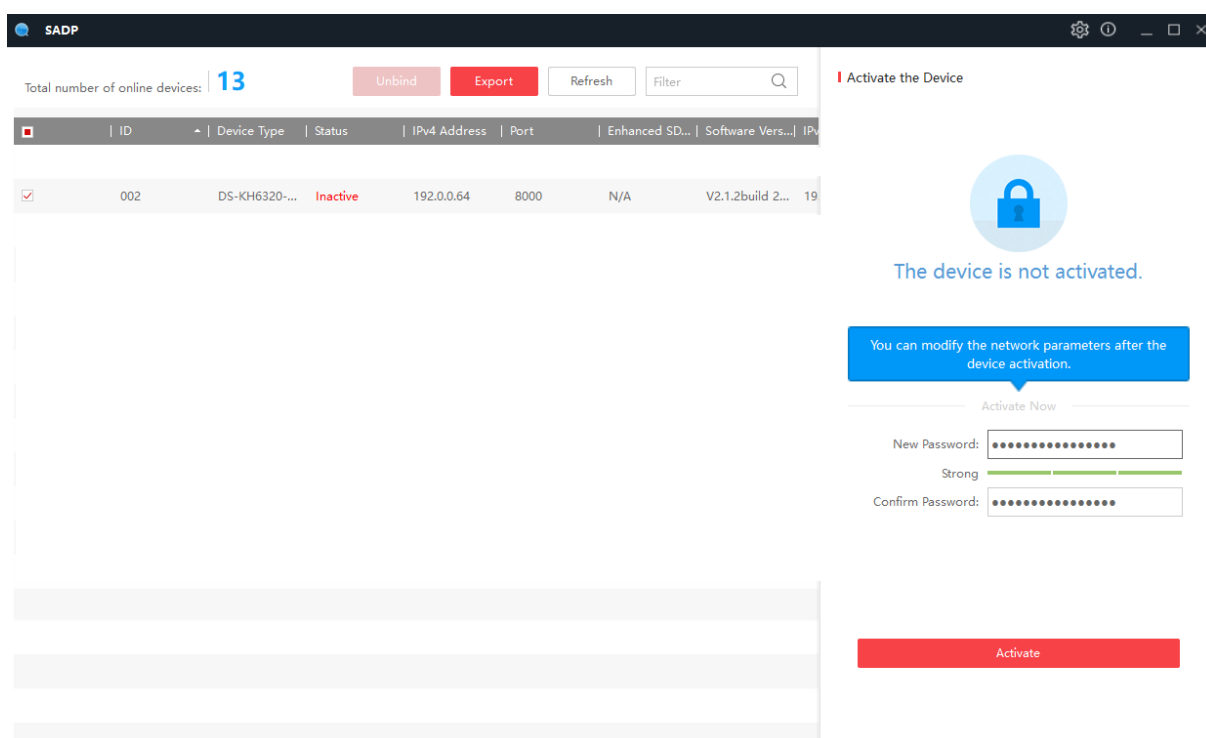 SADP
Total number of online devices: 13 Unbind Export Refresh Filter
ID Device Type Status IPv4 Address Port Enhanced SD... Software Vers... IPv
002 DS-KH6320-... Inactive 192.0.0.64 8000 N/A V2.1.2build 2... 19
Activate the Device
The device is not activated.
You can modify the network parameters after the
device activation.
Activate Now
New Password: ●●●●●●●●●●●●●●●●
Strong
Confirm Password: ●●●●●●●●●●●●●●●●
Activate